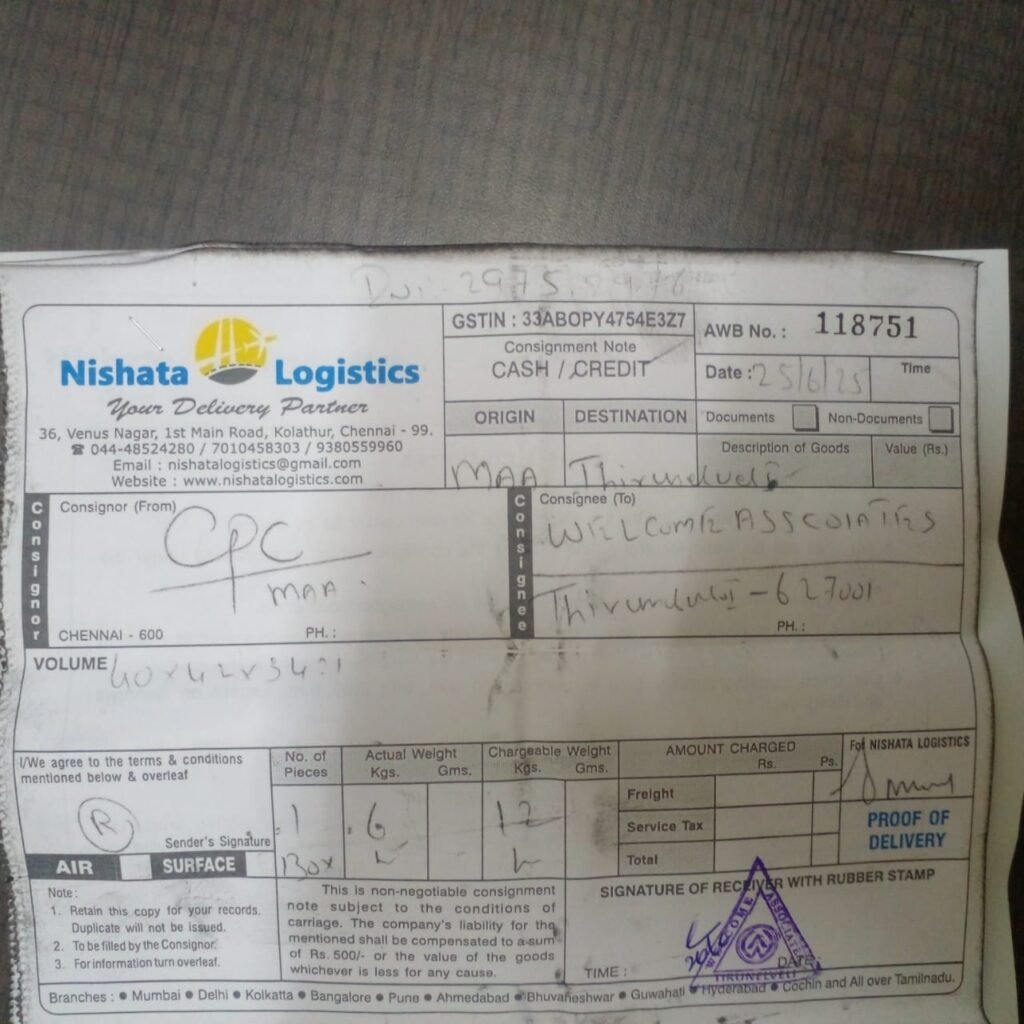 2975
GSTIN : 33ABOPY4754E3Z7
AWB No. : 118751
Consignment Note
CASH / CREDIT
Date : 25/6/25
Time
Nishata Logistics
Your Delivery Partner
36, Venus Nagar, 1st Main Road, Kolathur, Chennai - 99.
☎ 044-48524280 / 7010458303 / 9380559960
Email : nishatalogistics@gmail.com
Website : www.nishatalogistics.com
ORIGIN
DESTINATION
Documents
Non-Documents
MAA
Description of Goods
Value (Rs.)
Consignor
Consignor (From)
CPC
MAA
CHENNAI - 600
PH. :
Consignee
Consignee (To)
WELCOME ASSCOIATES
- 627001
PH. :
VOLUME 40x42x34:1
I/We agree to the terms & conditions
mentioned below & overleaf
R
Sender's Signature
AIR
SURFACE
No. of Pieces
Actual Weight
Kgs. Gms.
Chargeable Weight
Kgs. Gms.
1
6
12
Box
AMOUNT CHARGED
Rs. Ps.
Freight
Service Tax
Total
For NISHATA LOGISTICS
PROOF OF
DELIVERY
Note :
1. Retain this copy for your records.
Duplicate will not be issued.
2. To be filled by the Consignor.
3. For information turn overleaf.
This is non-negotiable consignment
note subject to the conditions of
carriage. The company's liability for the
mentioned shall be compensated to a sum
of Rs. 500/- or the value of the goods
whichever is less for any cause.
SIGNATURE OF RECEIVER WITH RUBBER STAMP
WELCOME ASSOCIATES
TIRUNELVELI
TIME :
DATE
Branches : ● Mumbai ● Delhi ● Kolkatta ● Bangalore ● Pune ● Ahmedabad ● Bhuvaneshwar ● Guwahati ● Hyderabad ● Cochin and All over Tamilnadu.